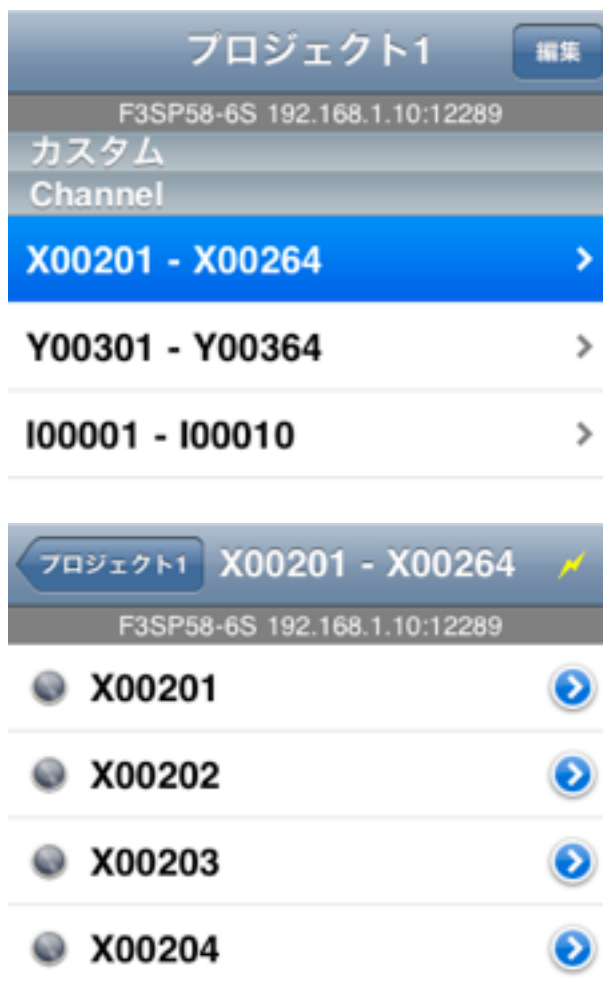 プロジェクト1 編集
F3SP58-6S 192.168.1.10:12289
カスタム
Channel
X00201 - X00264
Y00301 - Y00364
I00001 - I00010
プロジェクト1 X00201 - X00264
F3SP58-6S 192.168.1.10:12289
X00201
X00202
X00203
X00204